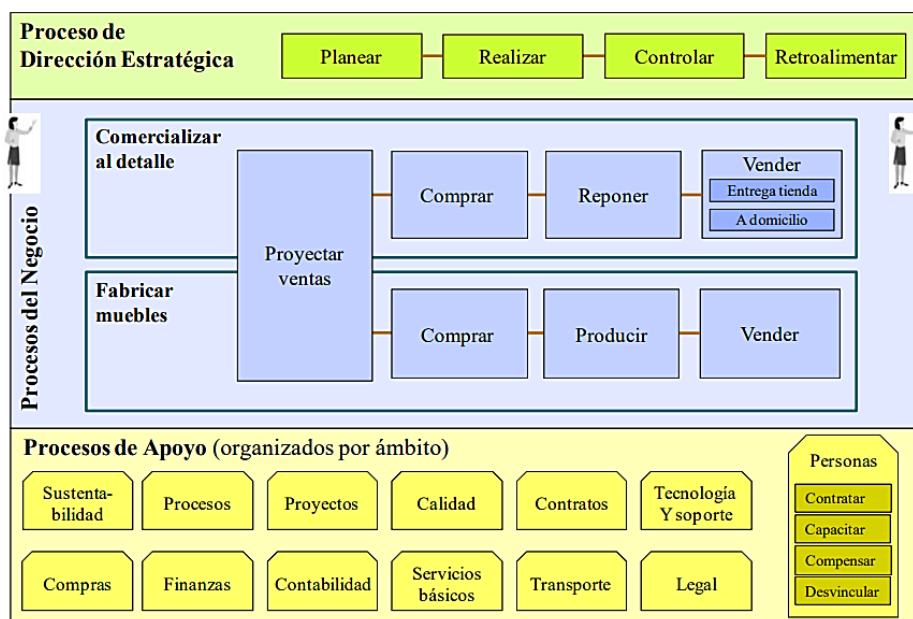 Proceso de
Dirección Estratégica
Planear
Realizar
Controlar
Retroalimentar
Procesos del Negocio
Comercializar
al detalle
Proyectar
ventas
Comprar
Reponer
Vender
Entrega tienda
A domicilio
Fabricar
muebles
Comprar
Producir
Vender
Procesos de Apoyo (organizados por ámbito)
Sustenta-
bilidad
Procesos
Proyectos
Calidad
Contratos
Tecnología
Y soporte
Compras
Finanzas
Contabilidad
Servicios
básicos
Transporte
Legal
Personas
Contratar
Capacitar
Compensar
Desvincular